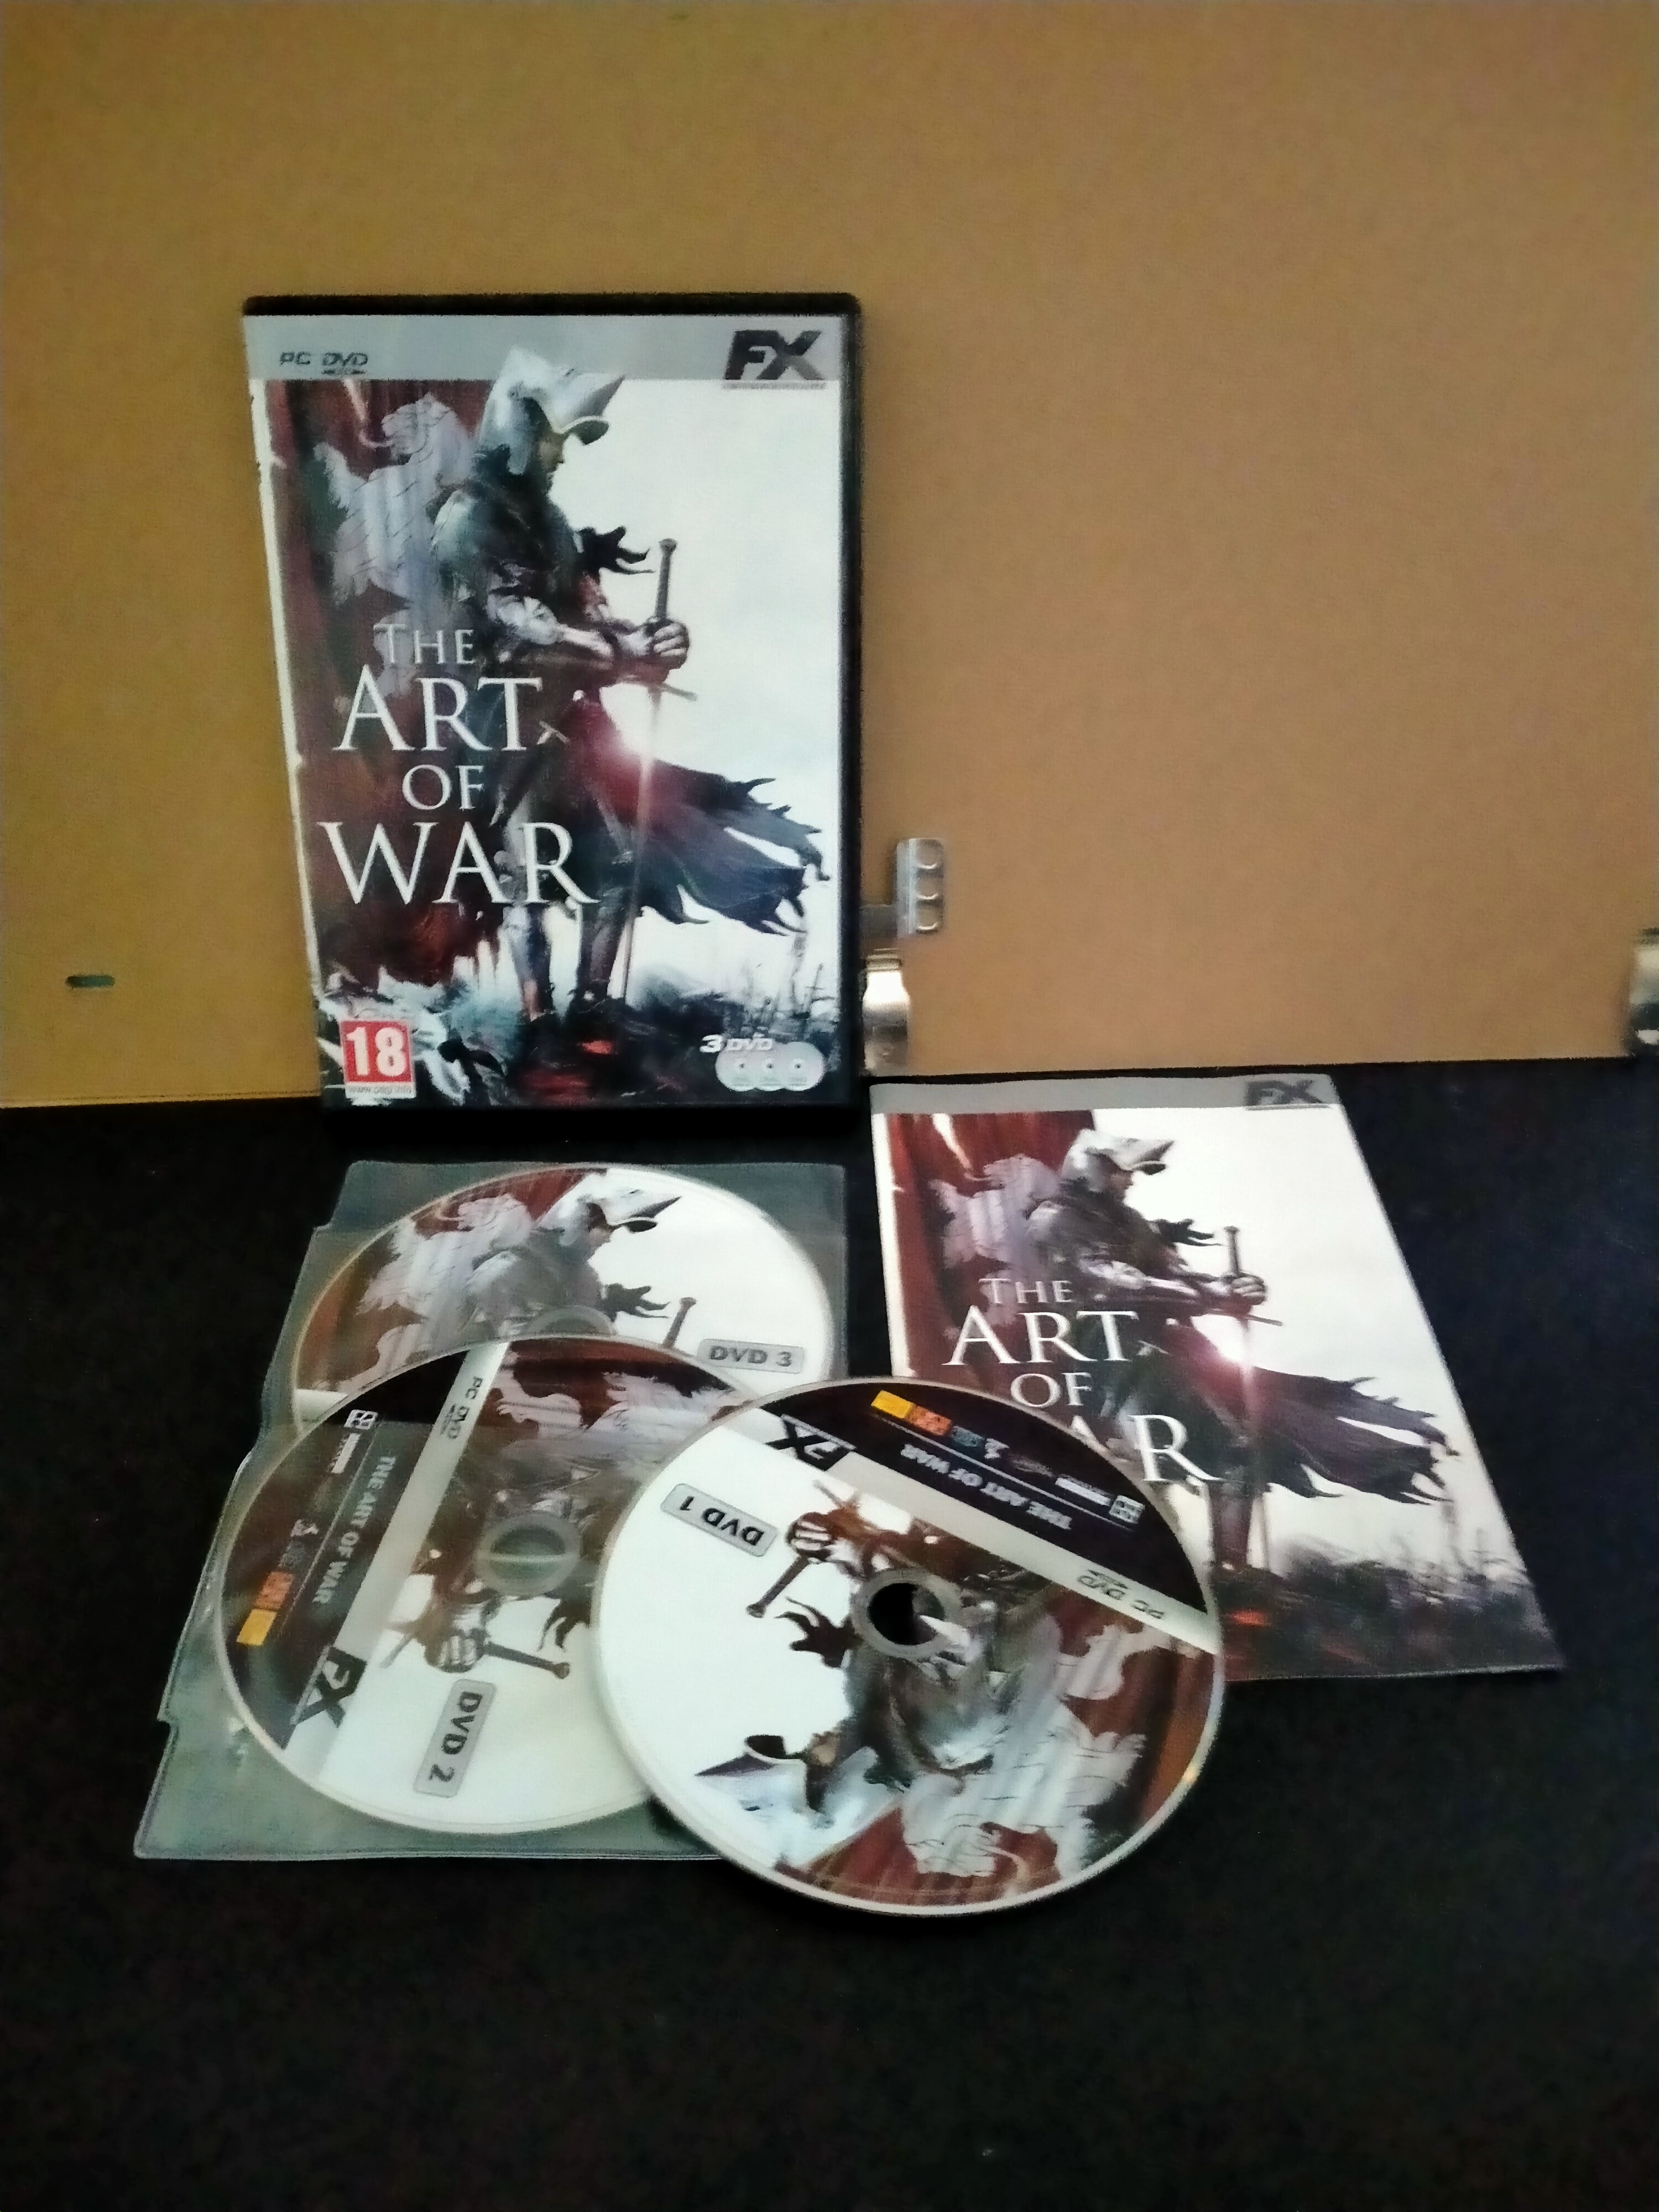 PC DVD
FX
THE
ART
OF
WAR
18
3 DVD
FX
THE
ART
OF
AR
DVD 3
PC DVD
THE ART OF WAR
FX
DVD 2
FX
THE ART OF WAR
PC DVD
DVD 1